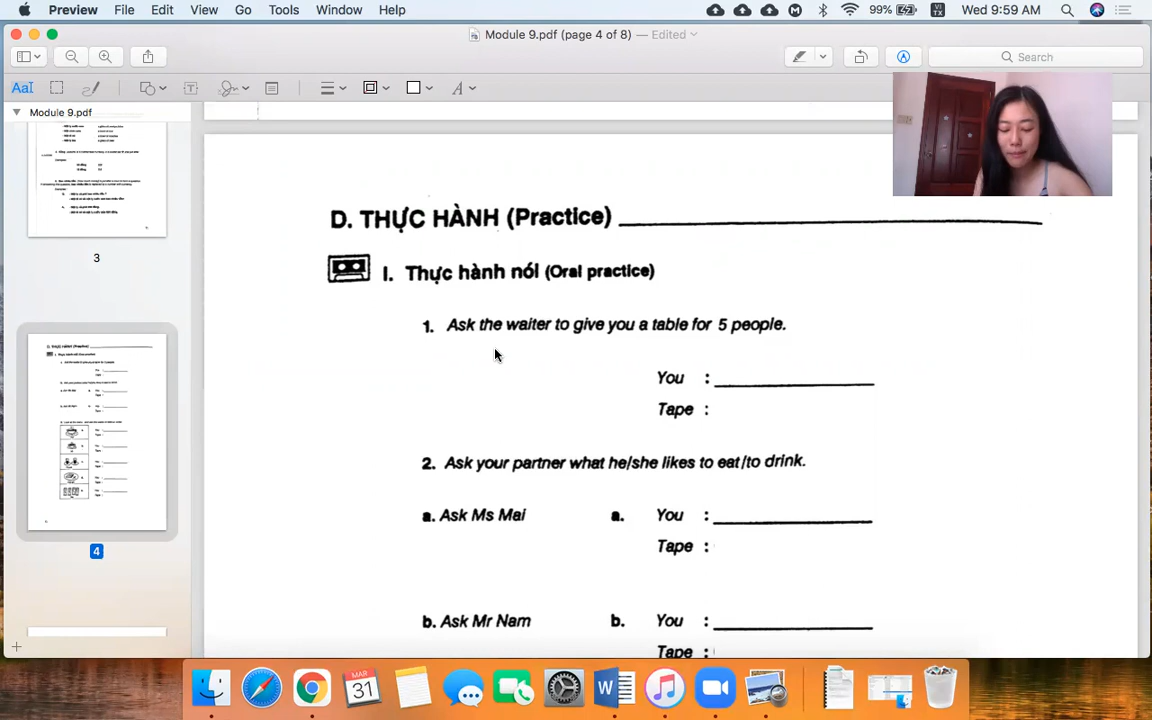 Preview File Edit View Go Tools Window Help
99% Wed 9:59 AM
Module 9.pdf (page 4 of 8) — Edited
Search
Module 9.pdf
3
4
D. THỰC HÀNH (Practice)
I. Thực hành nói (Oral practice)
1. Ask the waiter to give you a table for 5 people.
You :
Tape :
2. Ask your partner what he/she likes to eat/to drink.
a. Ask Ms Mai a. You :
Tape :
b. Ask Mr Nam b. You :
Tape :
MAR
31